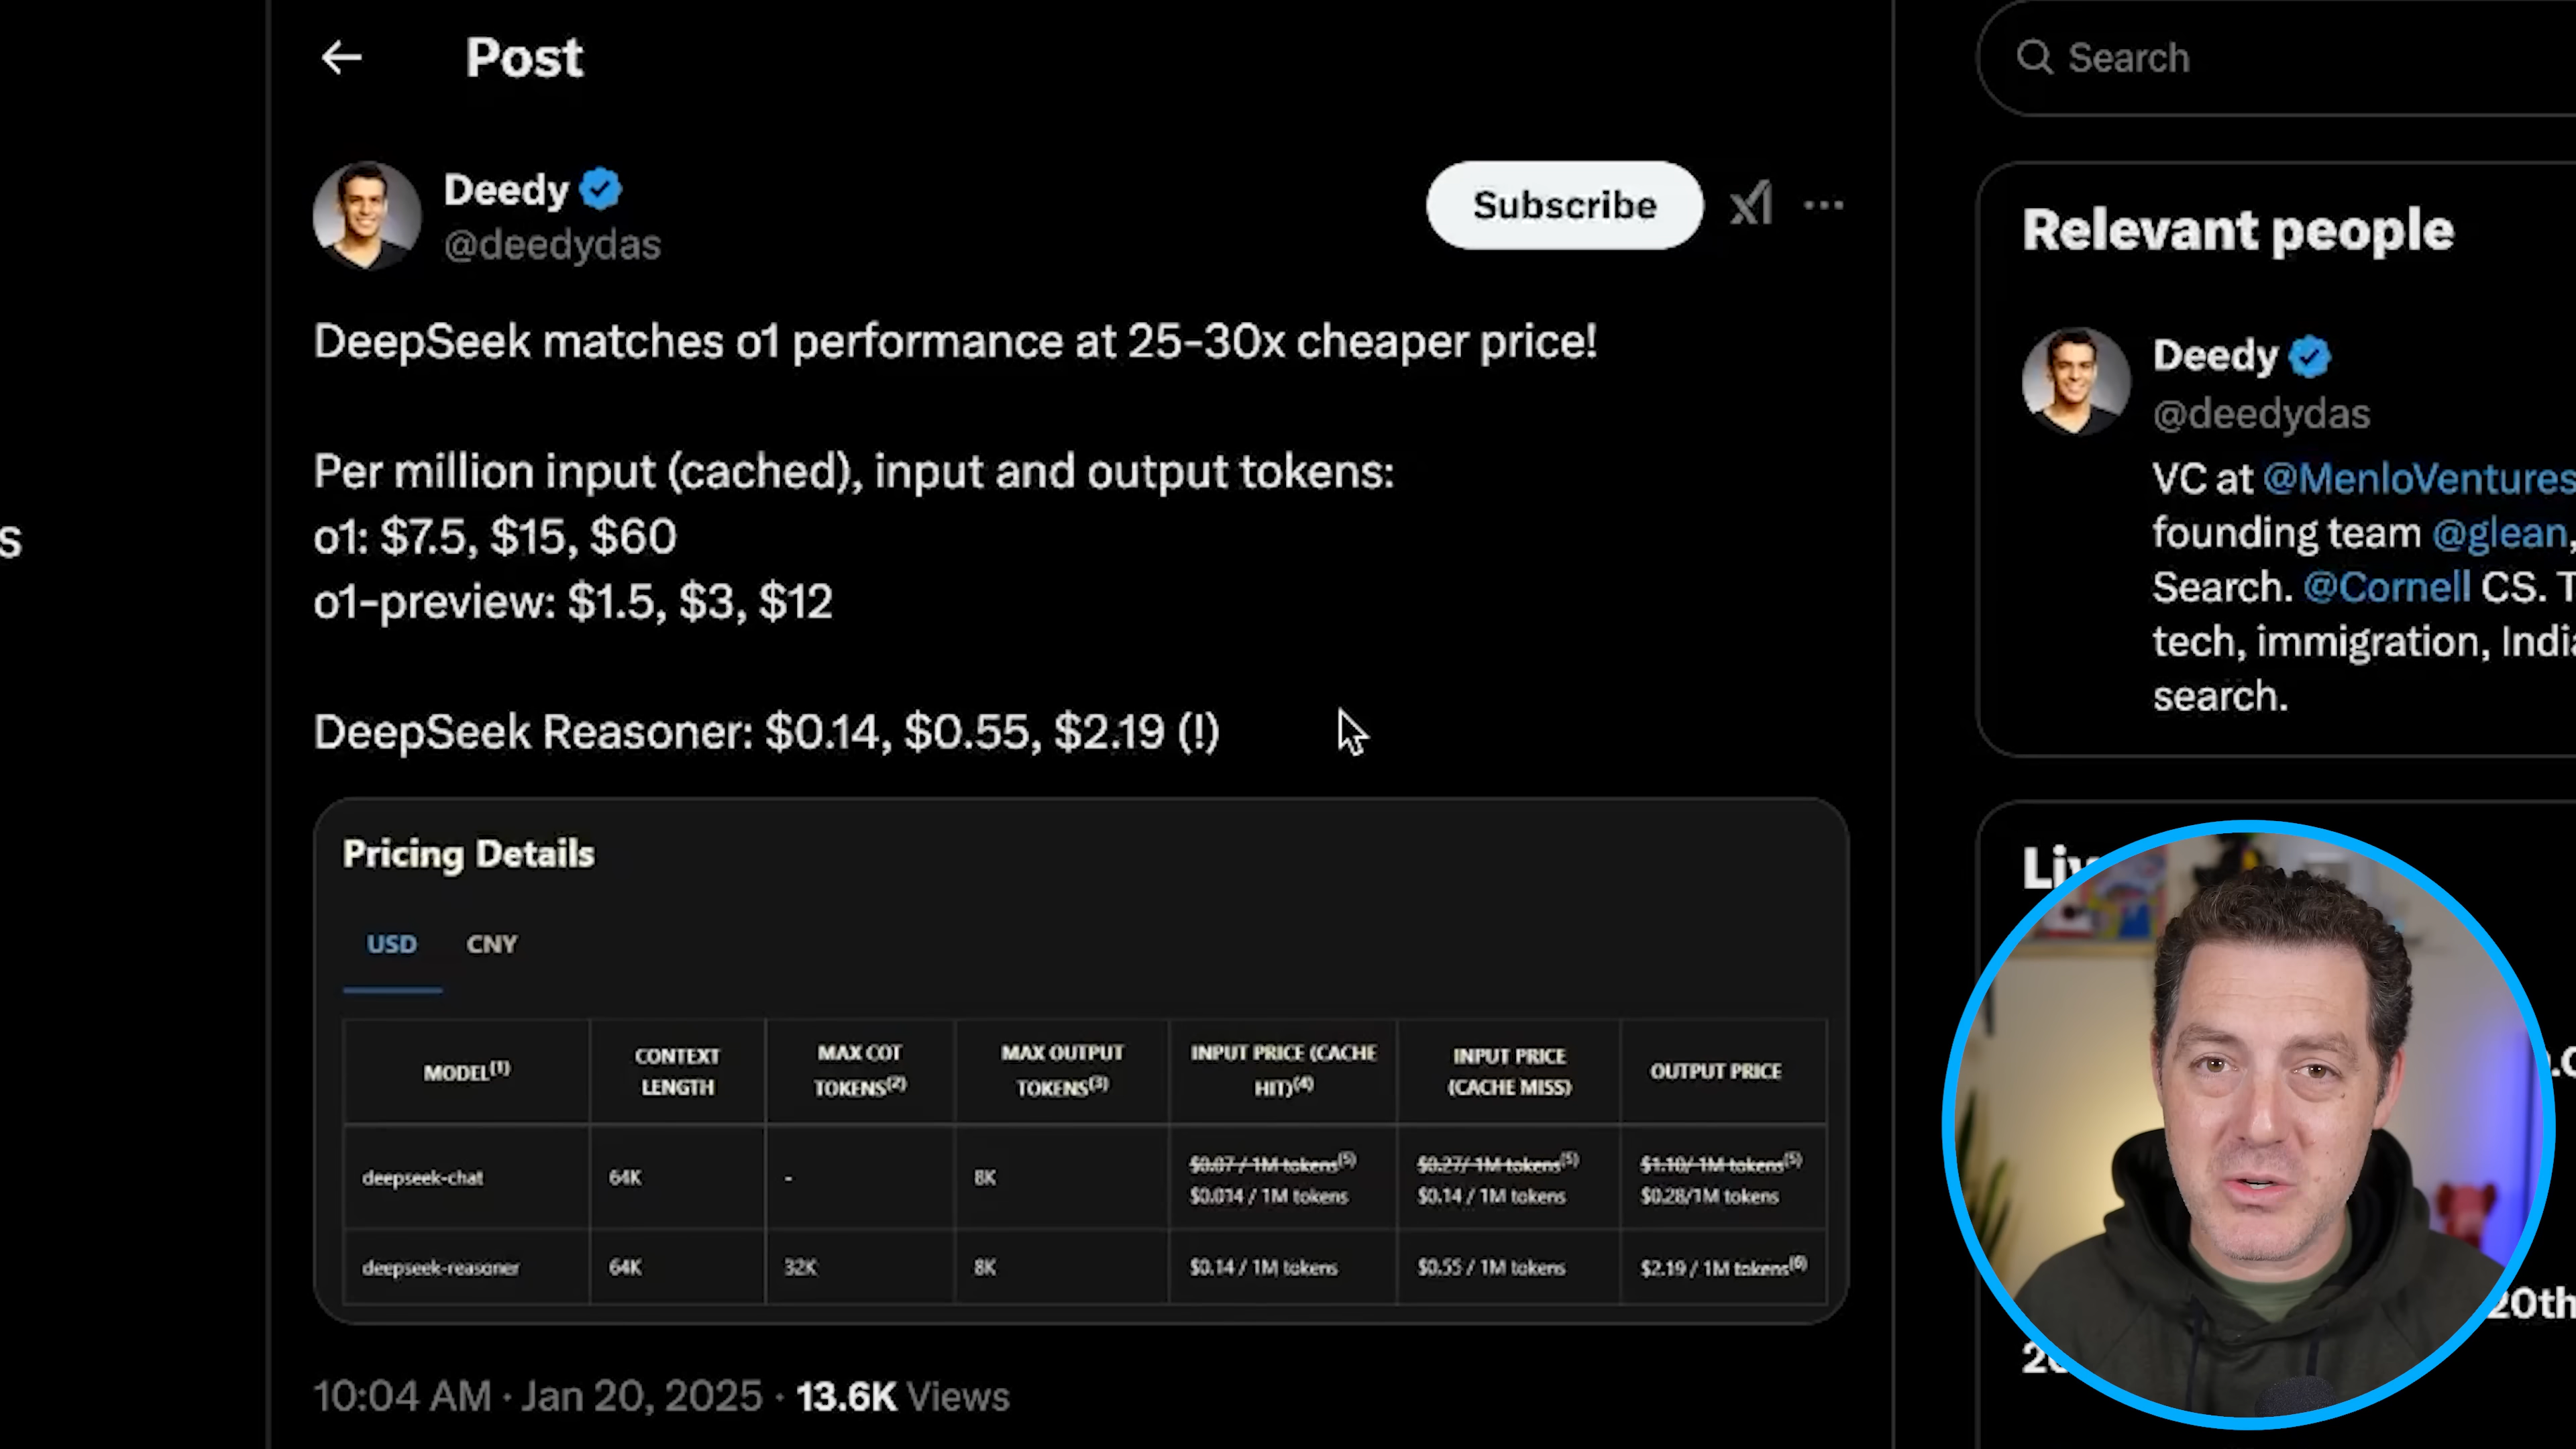 Post
Search
Deedy
@deedydas
Subscribe
DeepSeek matches o1 performance at 25-30x cheaper price!
Per million input (cached), input and output tokens:
o1: $7.5, $15, $60
o1-preview: $1.5, $3, $12
DeepSeek Reasoner: $0.14, $0.55, $2.19 (!)
Pricing Details
USD CNY
MODEL(1) CONTEXT LENGTH MAX COT TOKENS(2) MAX OUTPUT TOKENS(3) INPUT PRICE (CACHE HIT)(4) INPUT PRICE (CACHE MISS) OUTPUT PRICE
deepseek-chat 64K - 8K $0.07 / 1M tokens(5) $0.27/ 1M tokens(5) $1.10/ 1M tokens(5)
$0.014 / 1M tokens $0.14 / 1M tokens $0.28/1M tokens
deepseek-reasoner 64K 32K 8K $0.14 / 1M tokens $0.55 / 1M tokens $2.19 / 1M tokens(6)
10:04 AM · Jan 20, 2025 · 13.6K Views
Relevant people
Deedy
@deedydas
VC at @MenloVentures
founding team @glean,
Search. @Cornell CS. T
tech, immigration, India
search.
20th
s